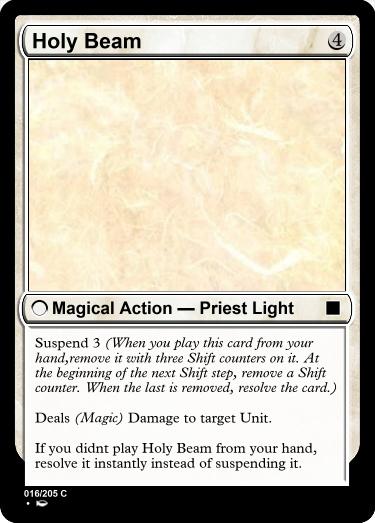 Holy Beam 4
Magical Action — Priest Light
Suspend 3 (When you play this card from your
hand,remove it with three Shift counters on it. At
the beginning of the next Shift step, remove a Shift
counter. When the last is removed, resolve the card.)
Deals (Magic) Damage to target Unit.
If you didnt play Holy Beam from your hand,
resolve it instantly instead of suspending it.
016/205 C